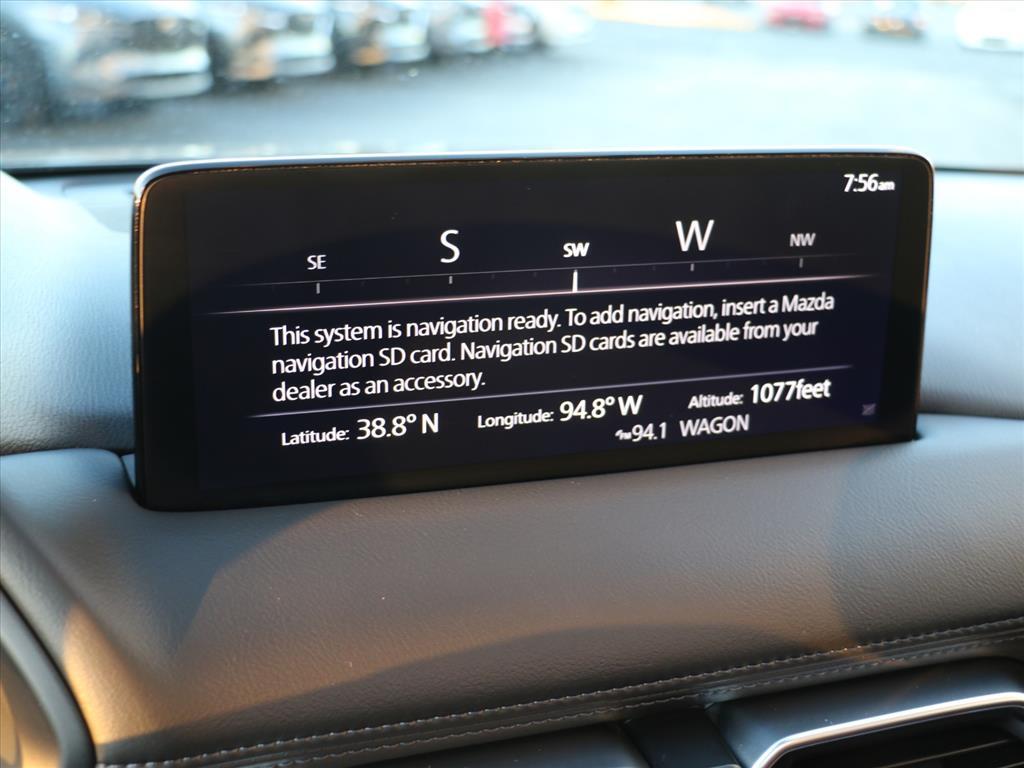 7:56am
SE S SW W NW
This system is navigation ready. To add navigation, insert a Mazda
navigation SD card. Navigation SD cards are available from your
dealer as an accessory.
Latitude: 38.8° N Longitude: 94.8° W Altitude: 1077feet
FM 94.1 WAGON